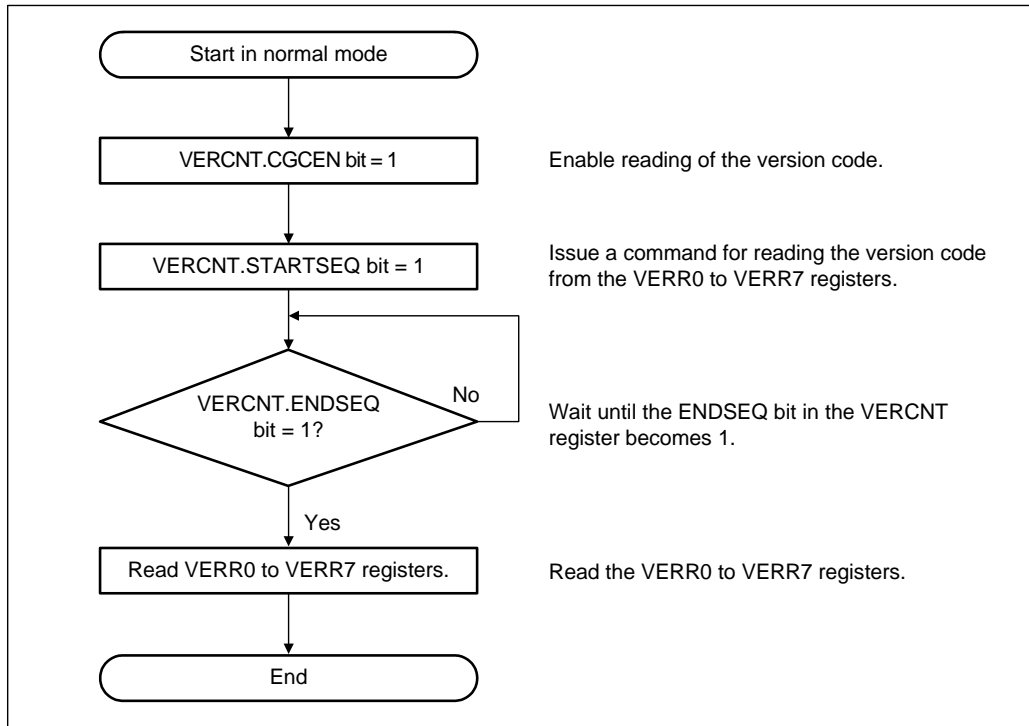 Start in normal mode
VERCNT.CGCEN bit = 1
Enable reading of the version code.
VERCNT.STARTSEQ bit = 1
Issue a command for reading the version code
from the VERR0 to VERR7 registers.
VERCNT.ENDSEQ
bit = 1?
No
Wait until the ENDSEQ bit in the VERCNT
register becomes 1.
Yes
Read VERR0 to VERR7 registers.
Read the VERR0 to VERR7 registers.
End